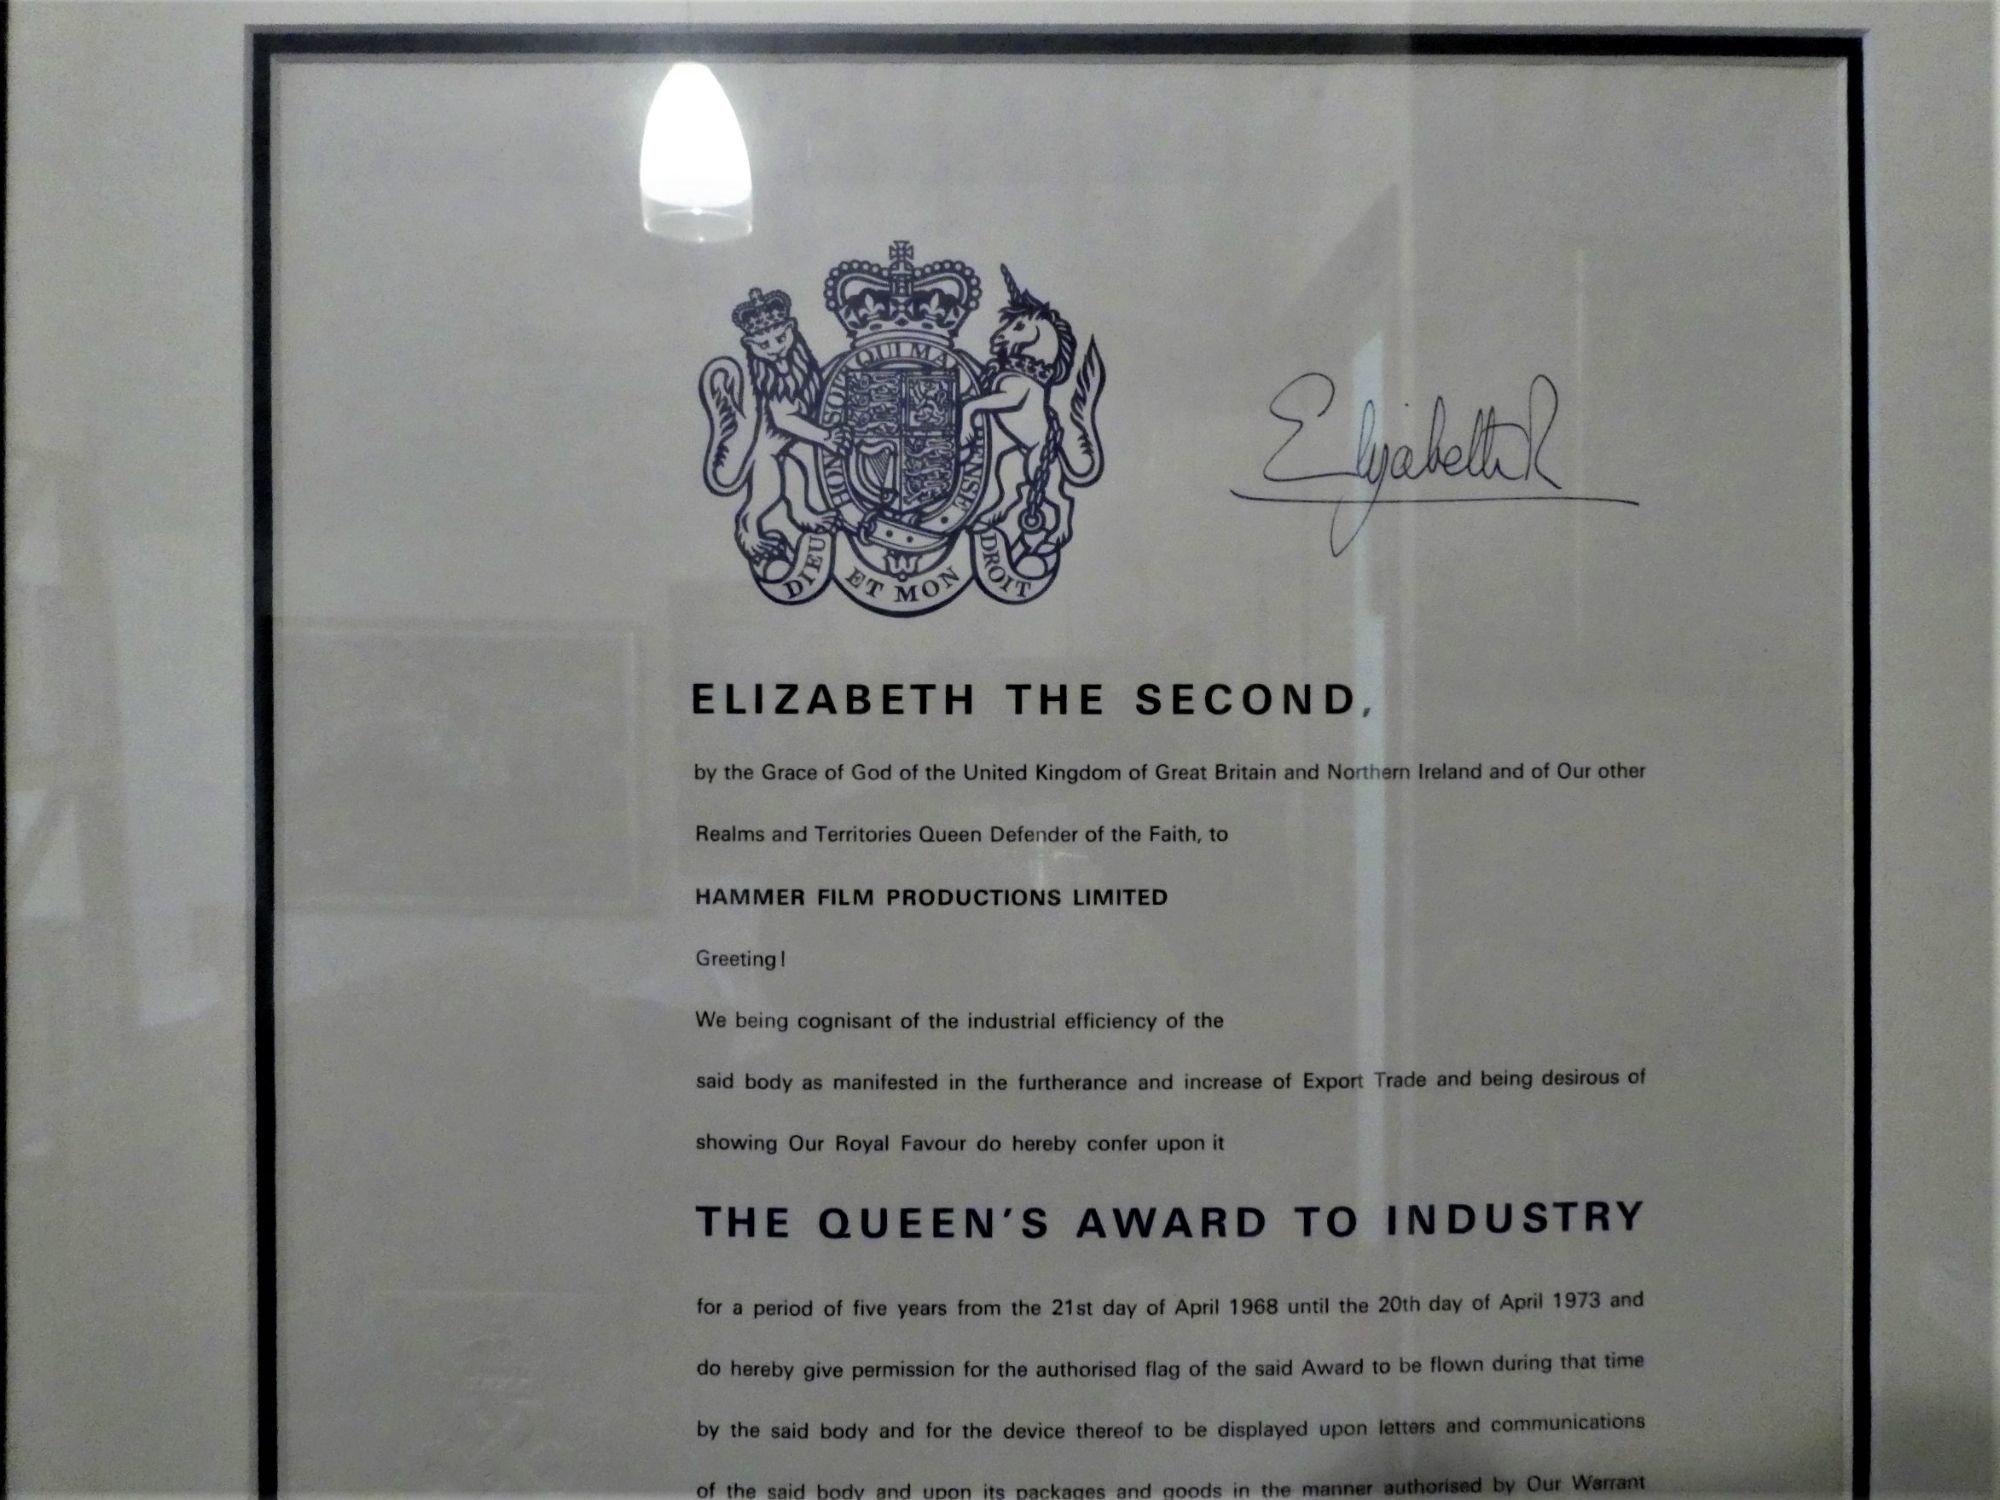 HONI SOIT QUI MA ENSE
DIEU ET MON DROIT
Elizabeth R
ELIZABETH THE SECOND,
by the Grace of God of the United Kingdom of Great Britain and Northern Ireland and of Our other
Realms and Territories Queen Defender of the Faith, to
HAMMER FILM PRODUCTIONS LIMITED
Greeting!
We being cognisant of the industrial efficiency of the
said body as manifested in the furtherance and increase of Export Trade and being desirous of
showing Our Royal Favour do hereby confer upon it
THE QUEEN'S AWARD TO INDUSTRY
for a period of five years from the 21st day of April 1968 until the 20th day of April 1973 and
do hereby give permission for the authorised flag of the said Award to be flown during that time
by the said body and for the device thereof to be displayed upon letters and communications
of the said body and upon its packages and goods in the manner authorised by Our Warrant